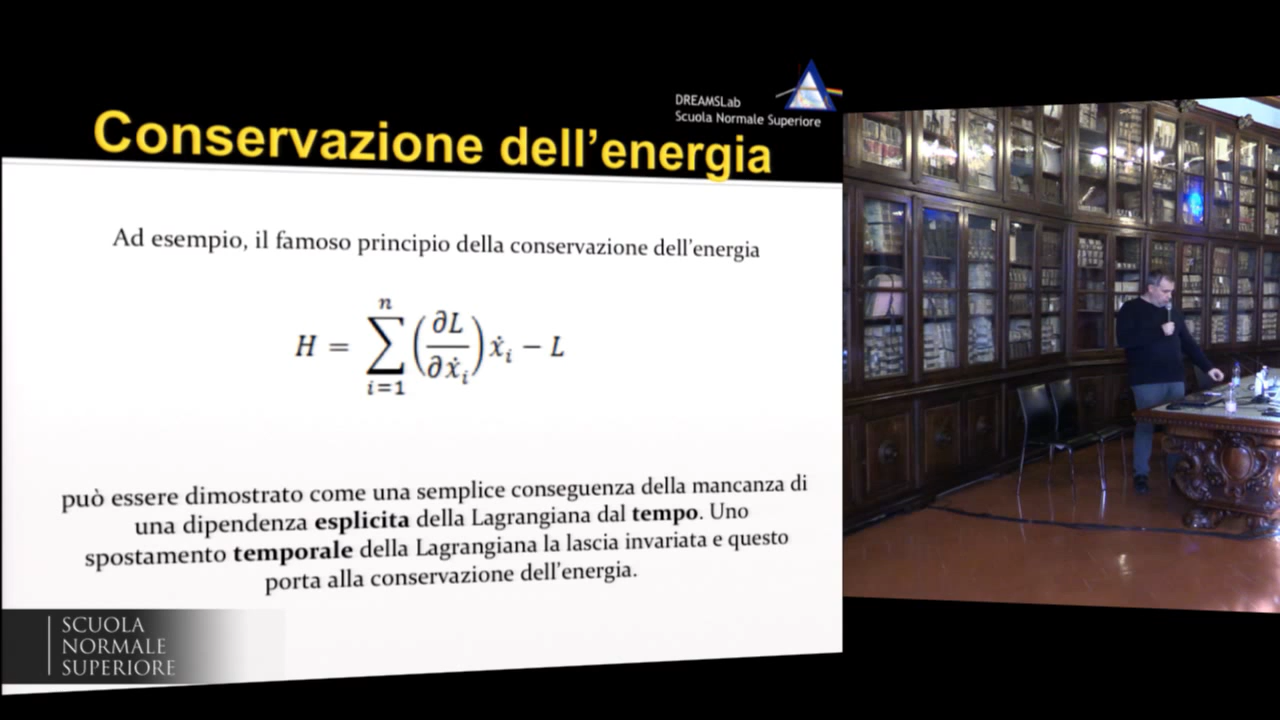 DREAMSLab
Scuola Normale Superiore
Conservazione dell'energia
Ad esempio, il famoso principio della conservazione dell'energia
H = ∑_{i=1}^{n} (∂L/∂ẋ_i) ẋ_i − L
può essere dimostrato come una semplice conseguenza della mancanza di
una dipendenza esplicita della Lagrangiana dal tempo. Uno
spostamento temporale della Lagrangiana la lascia invariata e questo
porta alla conservazione dell'energia.
SCUOLA
NORMALE
SUPERIORE